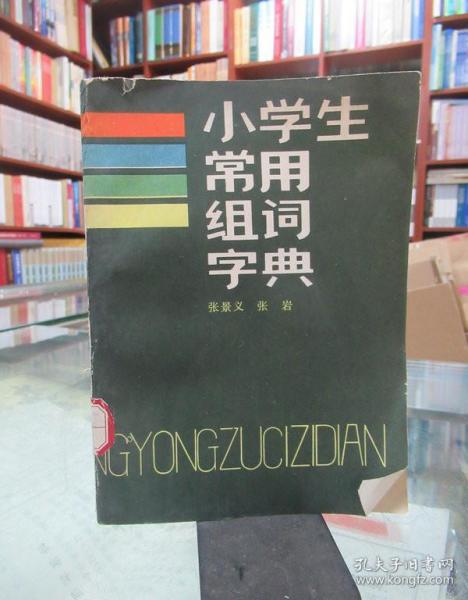 小学生
常用
组词
字典
张景义 张岩
NGYONGZUCIZIDIAN
孔夫子旧书网
www.kongfz.com